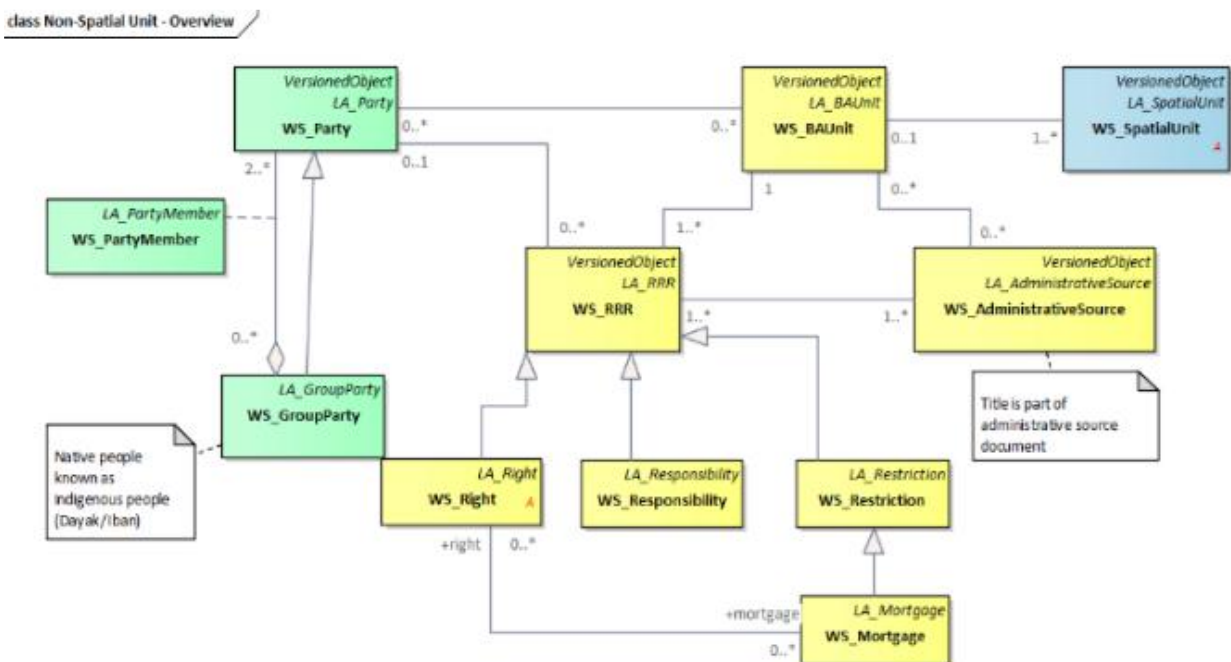 class Non-Spatial Unit - Overview
VersionedObject
LA_Party
WS_Party
VersionedObject
LA_BAUnit
WS_BAUnit
VersionedObject
LA_SpatialUnit
WS_SpatialUnit
A
0..*
0..*
0..1
1..*
0..1
2..*
1
0..*
LA_PartyMember
WS_PartyMember
0..*
1..*
0..*
VersionedObject
LA_RRR
WS_RRR
VersionedObject
LA_AdministrativeSource
WS_AdministrativeSource
1..*
1..*
0..*
LA_GroupParty
WS_GroupParty
Title is part of
administrative source
document
Native people
known as
indigenous people
(Dayak/Iban)
LA_Right
WS_Right
A
LA_Responsibility
WS_Responsibility
LA_Restriction
WS_Restriction
+right
0..*
+mortgage
0..*
LA_Mortgage
WS_Mortgage